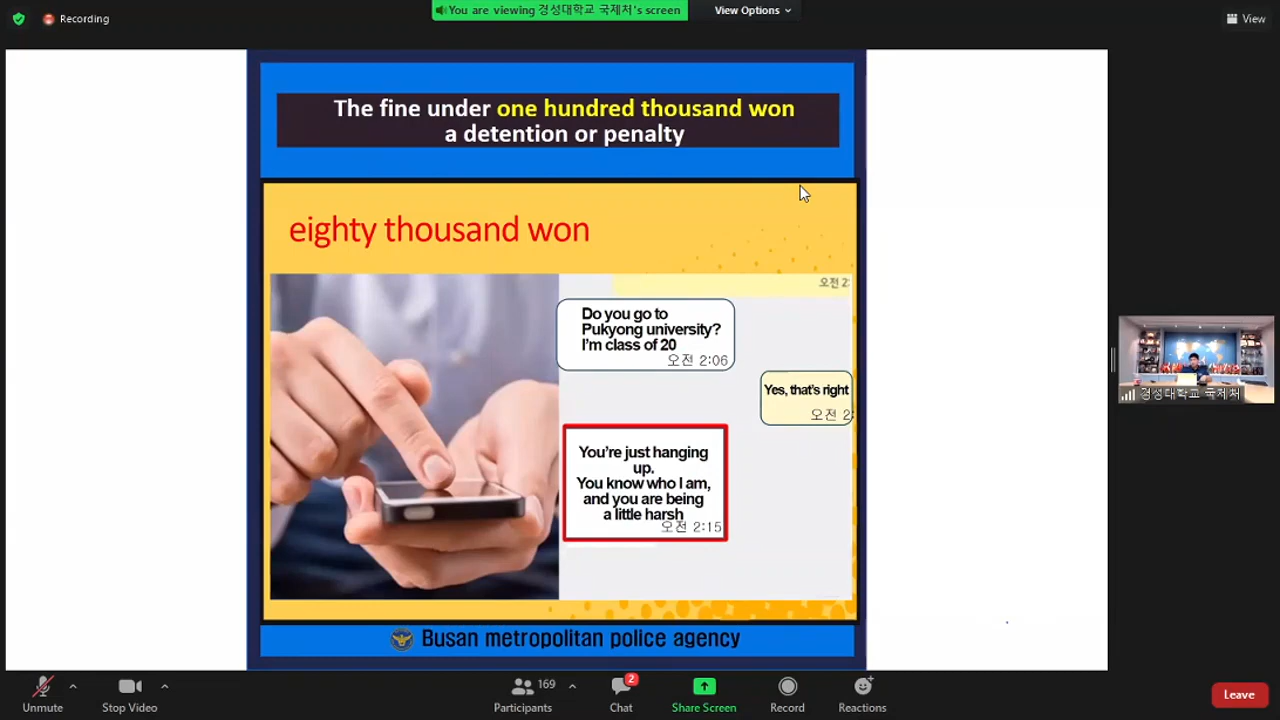 Recording
You are viewing 경성대학교 국제처's screen
View Options
View
The fine under one hundred thousand won
a detention or penalty
eighty thousand won
오전 2:
Do you go to
Pukyong university?
I'm class of 20
오전 2:06
Yes, that's right
오전 2:
You're just hanging
up.
You know who I am,
and you are being
a little harsh
오전 2:15
Busan metropolitan police agency
경성대학교 국제처
Unmute
Stop Video
169
Participants
2
Chat
Share Screen
Record
Reactions
Leave